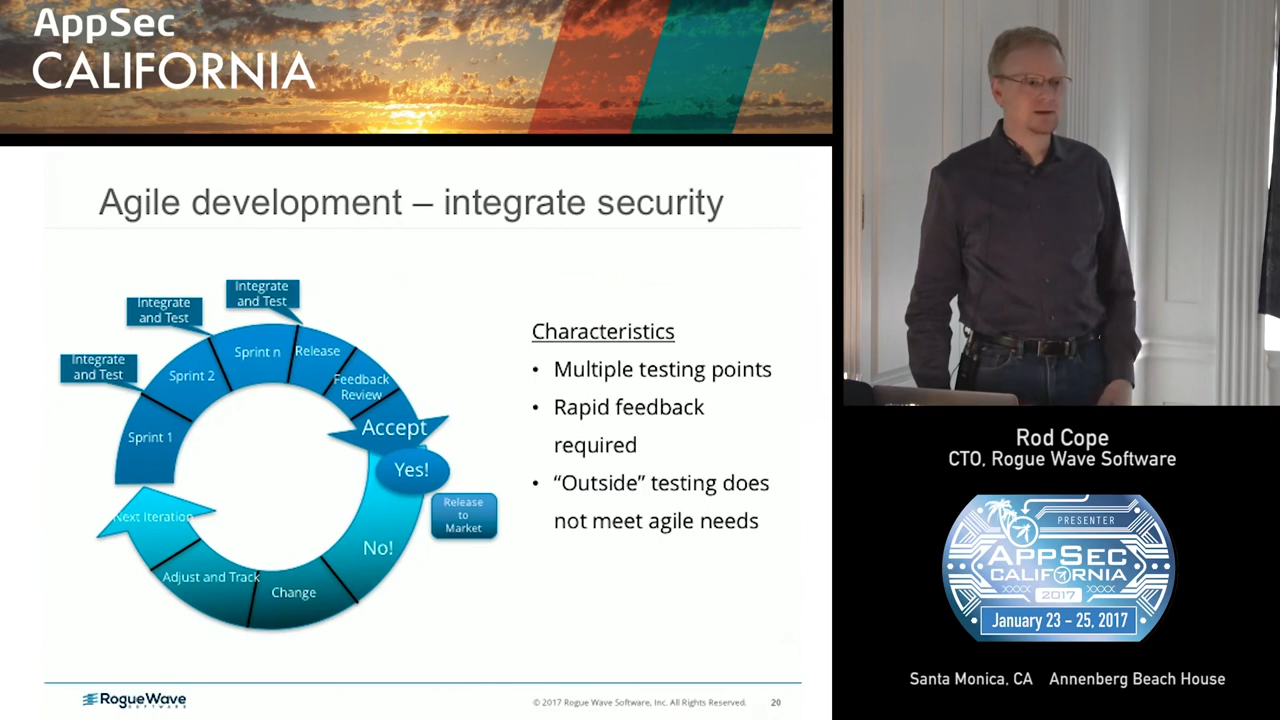 AppSec
CALIFORNIA
Agile development – integrate security
Integrate
and Test
Integrate
and Test
Integrate
and Test
Sprint 1
Sprint 2
Sprint n
Release
Feedback
Review
Accept
Yes!
Release
to
Market
No!
Change
Adjust and Track
Next Iteration
Characteristics
• Multiple testing points
• Rapid feedback
required
• “Outside” testing does
not meet agile needs
RogueWave
SOFTWARE
© 2017 Rogue Wave Software, Inc. All Rights Reserved.
20
Rod Cope
CTO, Rogue Wave Software
PRESENTER
APPSEC
CALIFORNIA
2017
January 23 – 25, 2017
Santa Monica, CA Annenberg Beach House